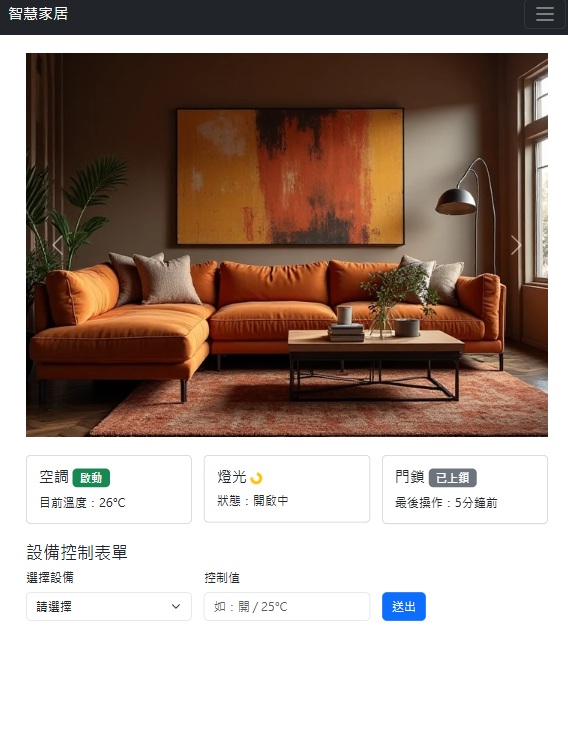 智慧家居
空調 啟動
目前溫度：26°C
燈光
狀態：開啟中
門鎖 已上鎖
最後操作：5分鐘前
設備控制表單
選擇設備
請選擇
控制值
如：開 / 25°C
送出